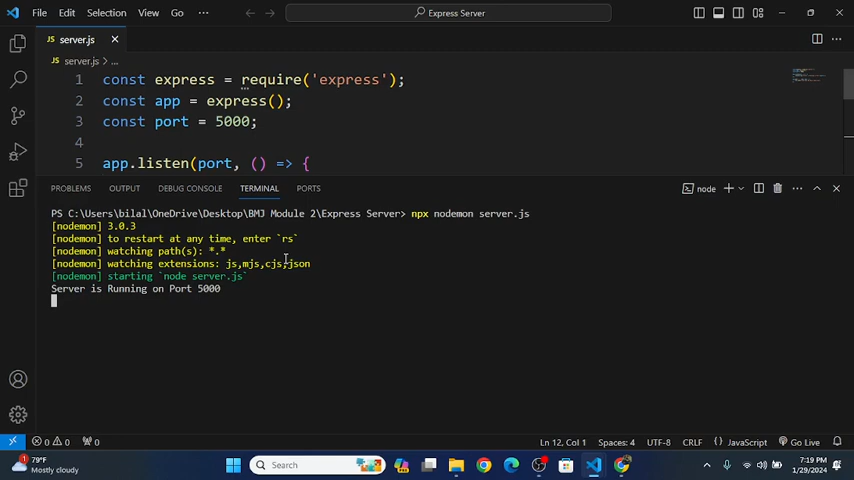 File Edit Selection View Go ··· Express Server
server.js
server.js > ...
1 const express = require('express');
2 const app = express();
3 const port = 5000;
4
5 app.listen(port, () => {
PROBLEMS OUTPUT DEBUG CONSOLE TERMINAL PORTS node
PS C:\Users\bilal\OneDrive\Desktop\BMJ Module 2\Express Server> npx nodemon server.js
[nodemon] 3.0.3
[nodemon] to restart at any time, enter `rs`
[nodemon] watching path(s): *.*
[nodemon] watching extensions: js,mjs,cjs,json
[nodemon] starting `node server.js`
Server is Running on Port 5000
0 0 0 Ln 12, Col 1 Spaces: 4 UTF-8 CRLF JavaScript Go Live
1 79°F Search 7:19 PM
Mostly cloudy 1/29/2024